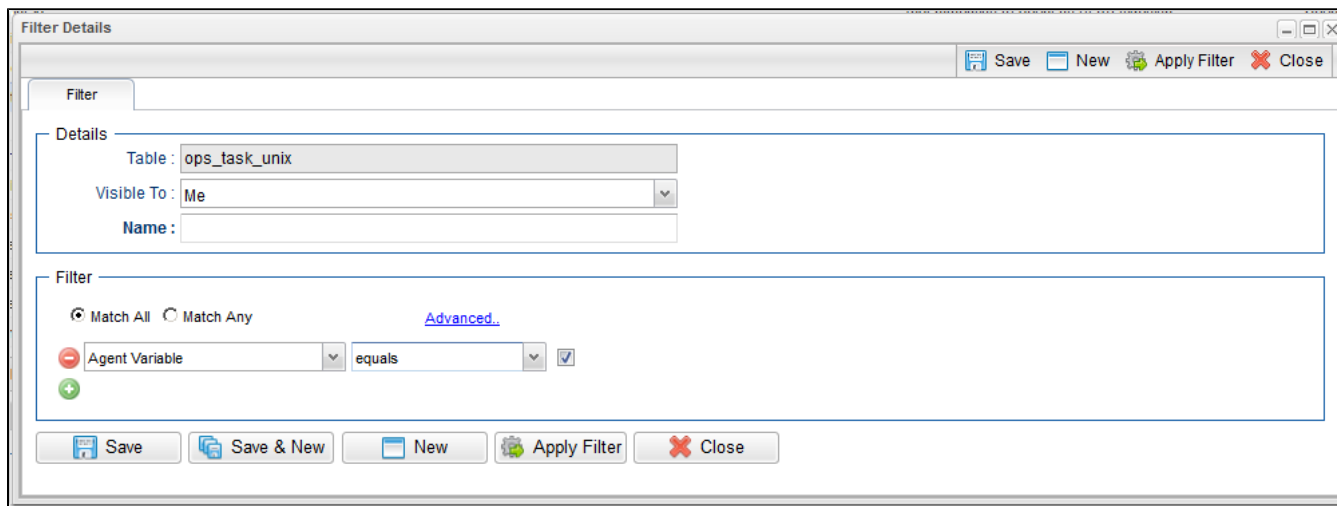 Filter Details
Save New Apply Filter Close
Filter
Details
Table : ops_task_unix
Visible To : Me
Name :
Filter
Match All Match Any Advanced..
Agent Variable equals
Save Save & New New Apply Filter Close